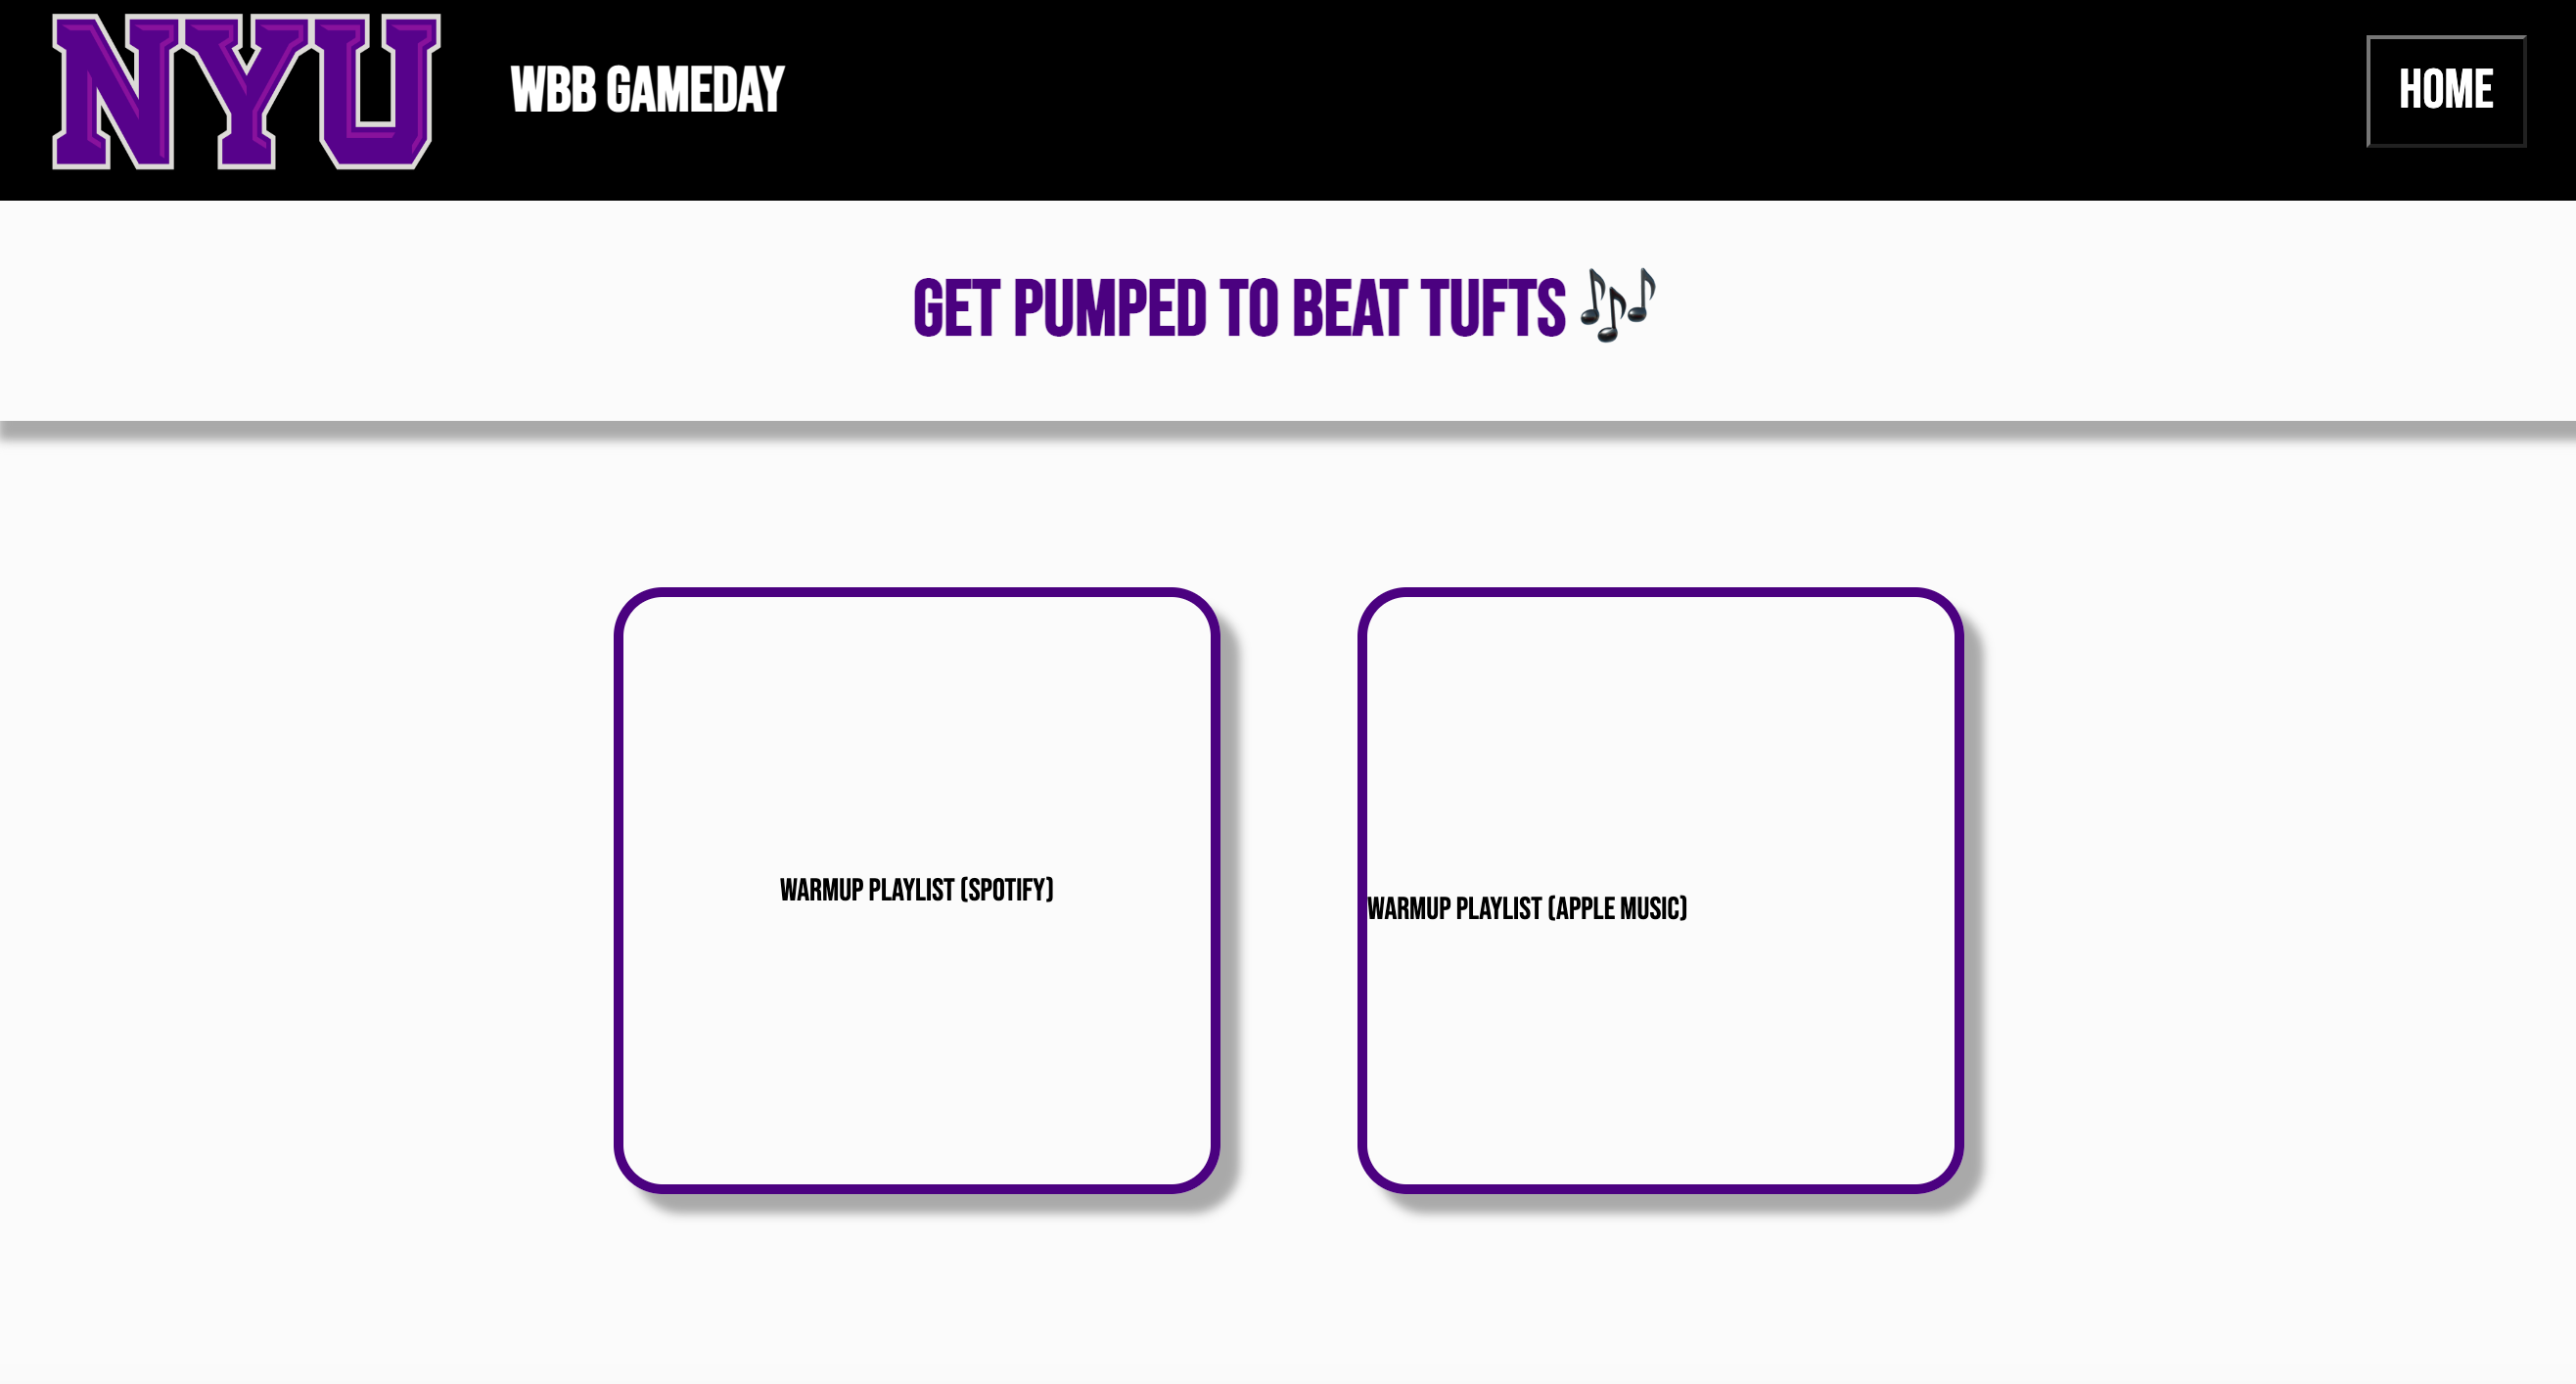 NYU
WBB GAMEDAY
HOME
GET PUMPED TO BEAT TUFTS 🎶
WARMUP PLAYLIST (SPOTIFY)
WARMUP PLAYLIST (APPLE MUSIC)